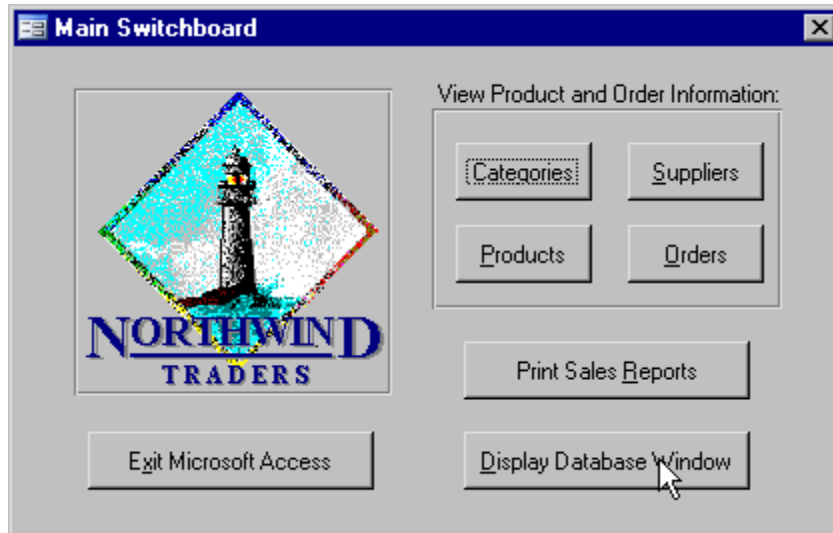 Main Switchboard
View Product and Order Information:
Categories
Suppliers
Products
Orders
NORTHWIND
TRADERS
Print Sales Reports
Exit Microsoft Access
Display Database Window